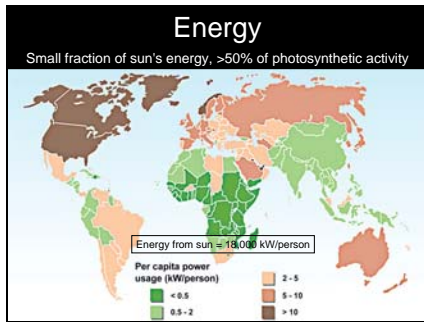 Energy
Small fraction of sun's energy, >50% of photosynthetic activity
Energy from sun = 18,000 kW/person
Per capita power
usage (kW/person)
< 0.5
0.5 - 2
2 - 5
5 - 10
> 10